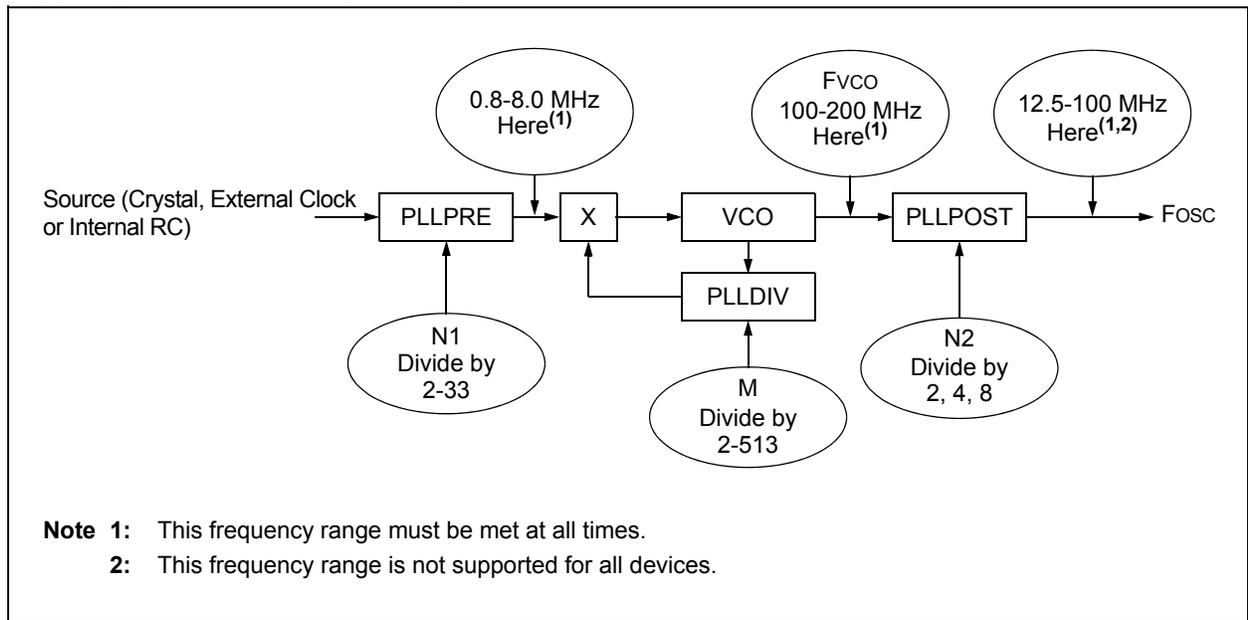 0.8-8.0 MHz
Here(1)
FVCO
100-200 MHz
Here(1)
12.5-100 MHz
Here(1,2)
Source (Crystal, External Clock
or Internal RC)
PLLPRE
X
VCO
PLLPOST
FOSC
PLLDIV
N1
Divide by
2-33
M
Divide by
2-513
N2
Divide by
2, 4, 8
Note 1: This frequency range must be met at all times.
2: This frequency range is not supported for all devices.